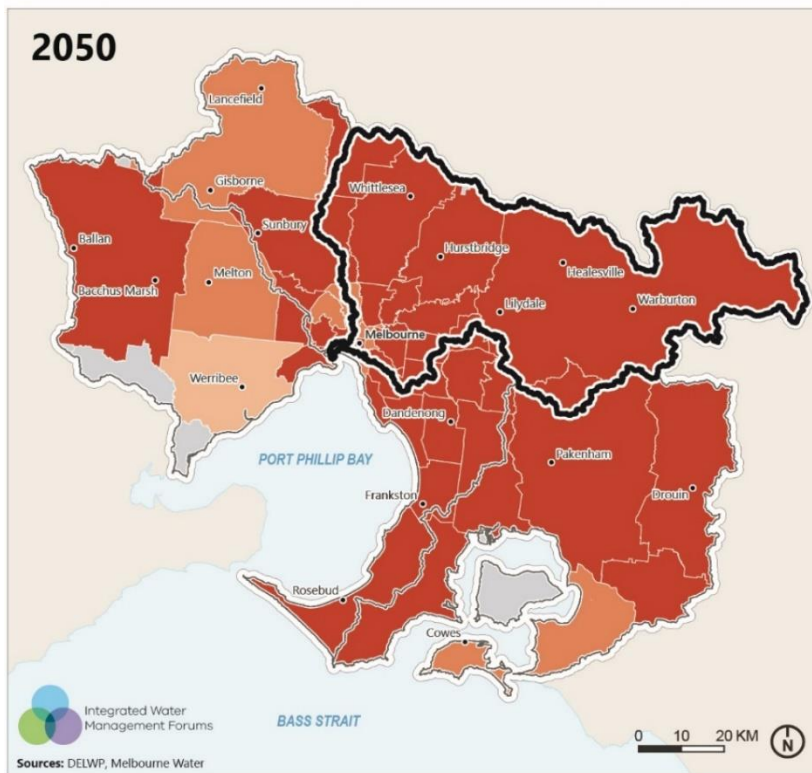 2050
Lancefield
Gisborne
Whittlesea
Sunbury
Ballan
Hurstbridge
Healesville
Melton
Bacchus Marsh
Lilydale
Warburton
Melbourne
Werribee
Dandenong
PORT PHILLIP BAY
Pakenham
Frankston
Drouin
Rosebud
Cowes
Integrated Water
Management Forums
BASS STRAIT
0 10 20 KM
N
Sources: DELWP, Melbourne Water